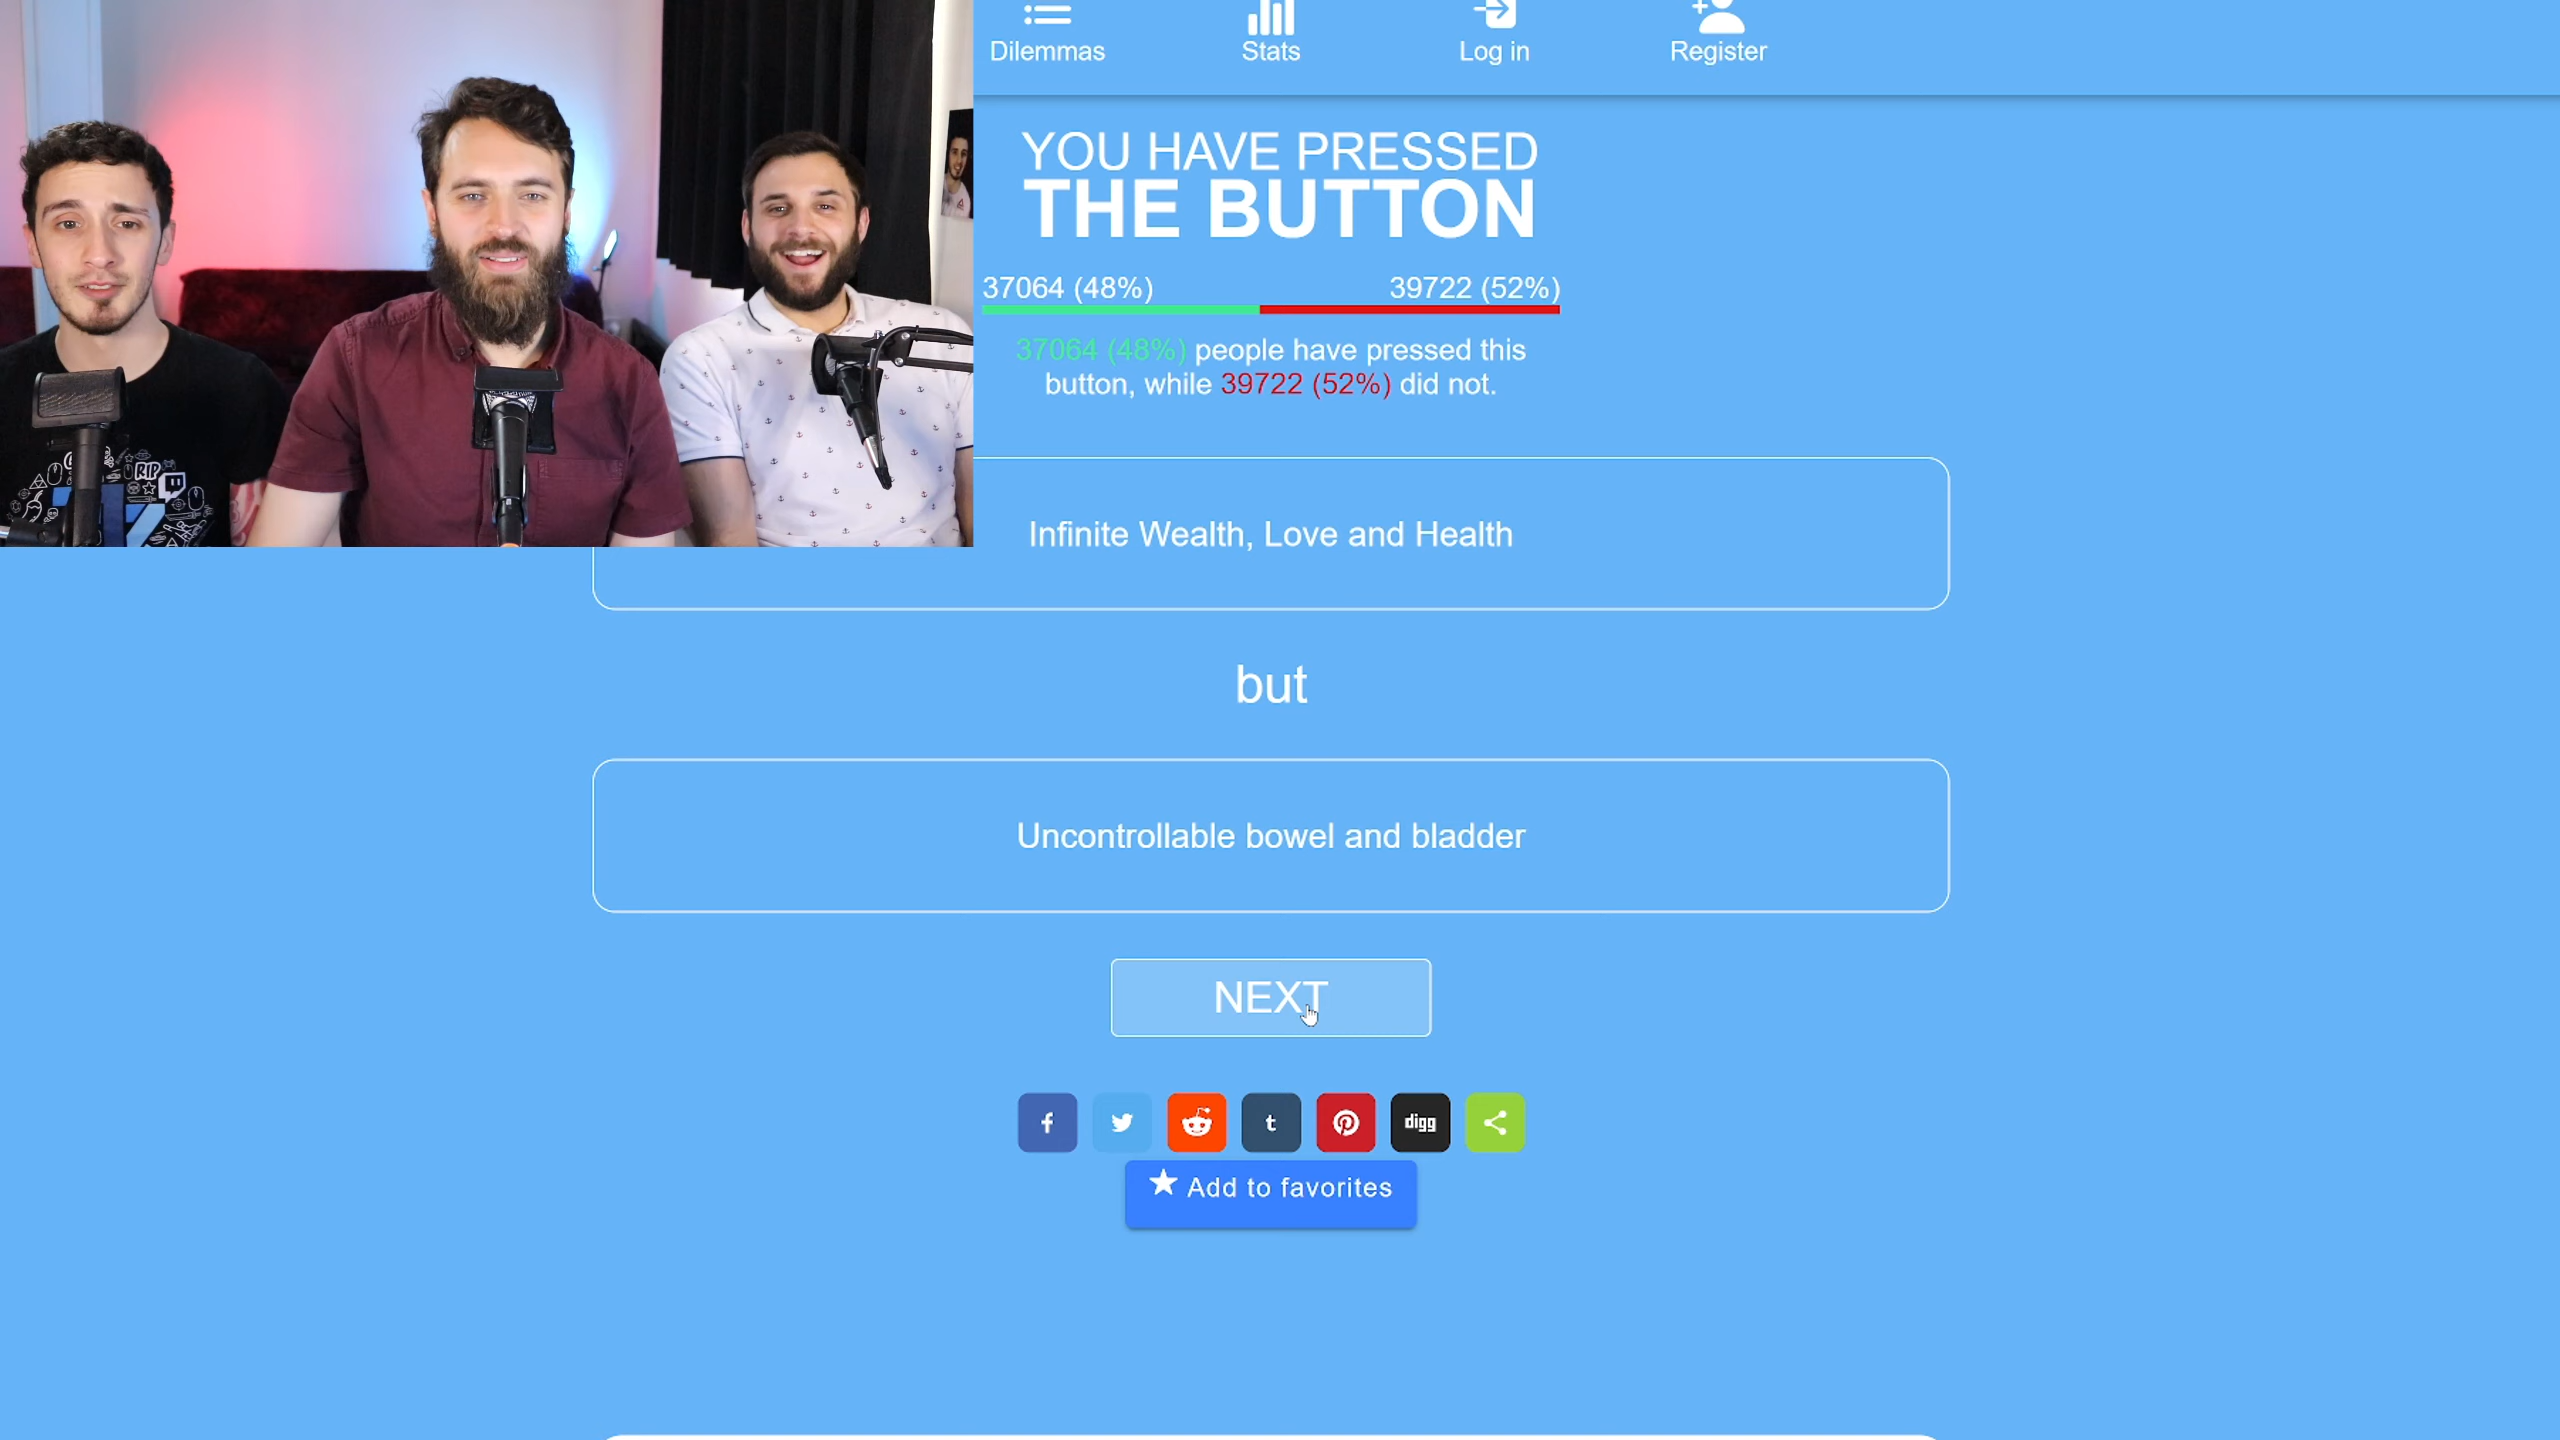 Dilemmas
Stats
Log in
Register
YOU HAVE PRESSED
THE BUTTON
37064 (48%)
39722 (52%)
37064 (48%) people have pressed this
button, while 39722 (52%) did not.
RIP
Infinite Wealth, Love and Health
but
Uncontrollable bowel and bladder
NEXT
f
t
digg
Add to favorites